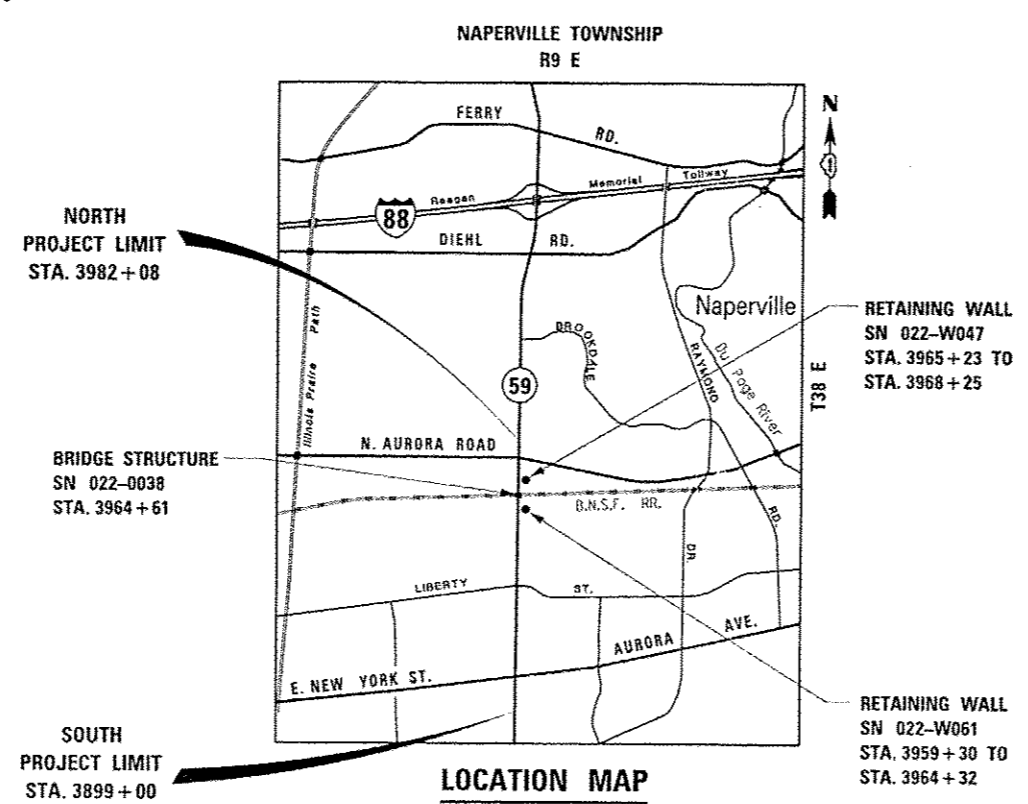 NAPERVILLE TOWNSHIP
R9 E
FERRY RD.
N
Reagan Memorial Tollway
88
DIEHL RD.
NORTH
PROJECT LIMIT
STA. 3982+08
Illinois Prairie Path
Naperville
RETAINING WALL
SN 022-W047
STA. 3965+23 TO
STA. 3968+25
BROOKDALE
RAYMOND
Du Page River
T38 E
59
N. AURORA ROAD
BRIDGE STRUCTURE
SN 022-0038
STA. 3964+61
B.N.S.F. RR.
RD.
DR.
LIBERTY ST.
AURORA AVE.
E. NEW YORK ST.
RETAINING WALL
SN 022-W061
STA. 3959+30 TO
STA. 3964+32
SOUTH
PROJECT LIMIT
STA. 3899+00
LOCATION MAP